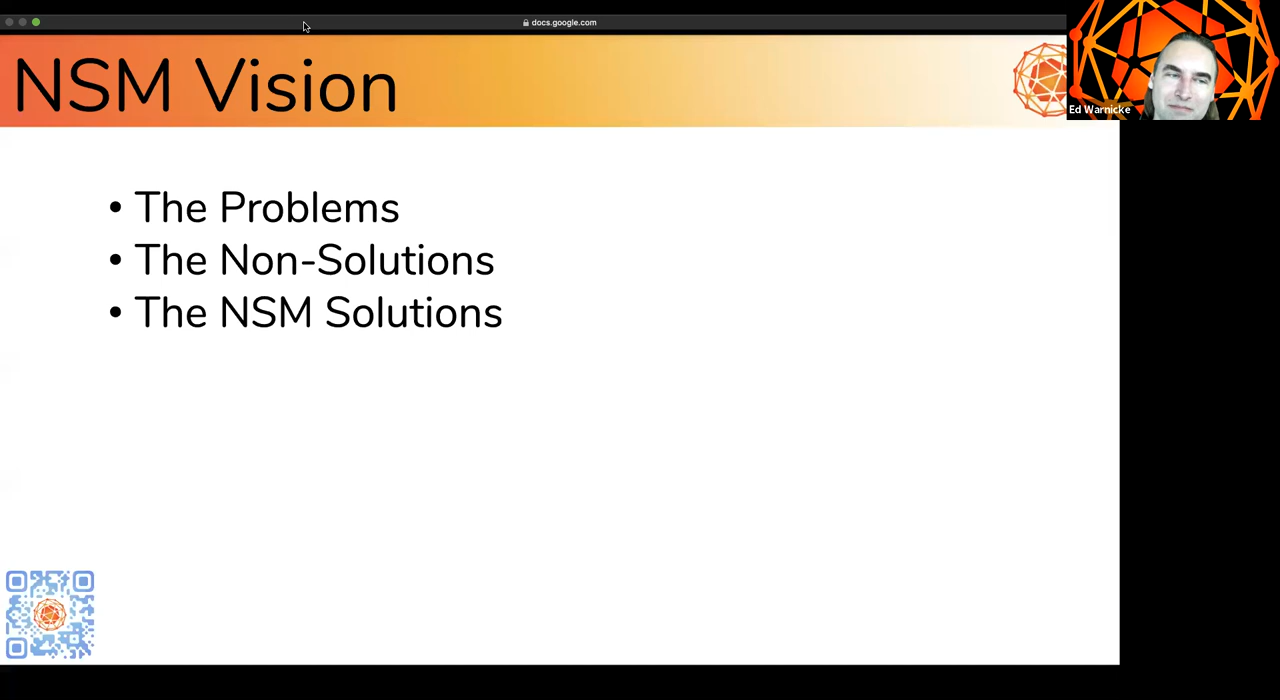 docs.google.com
NSM Vision
Ed Warnicke
• The Problems
• The Non-Solutions
• The NSM Solutions